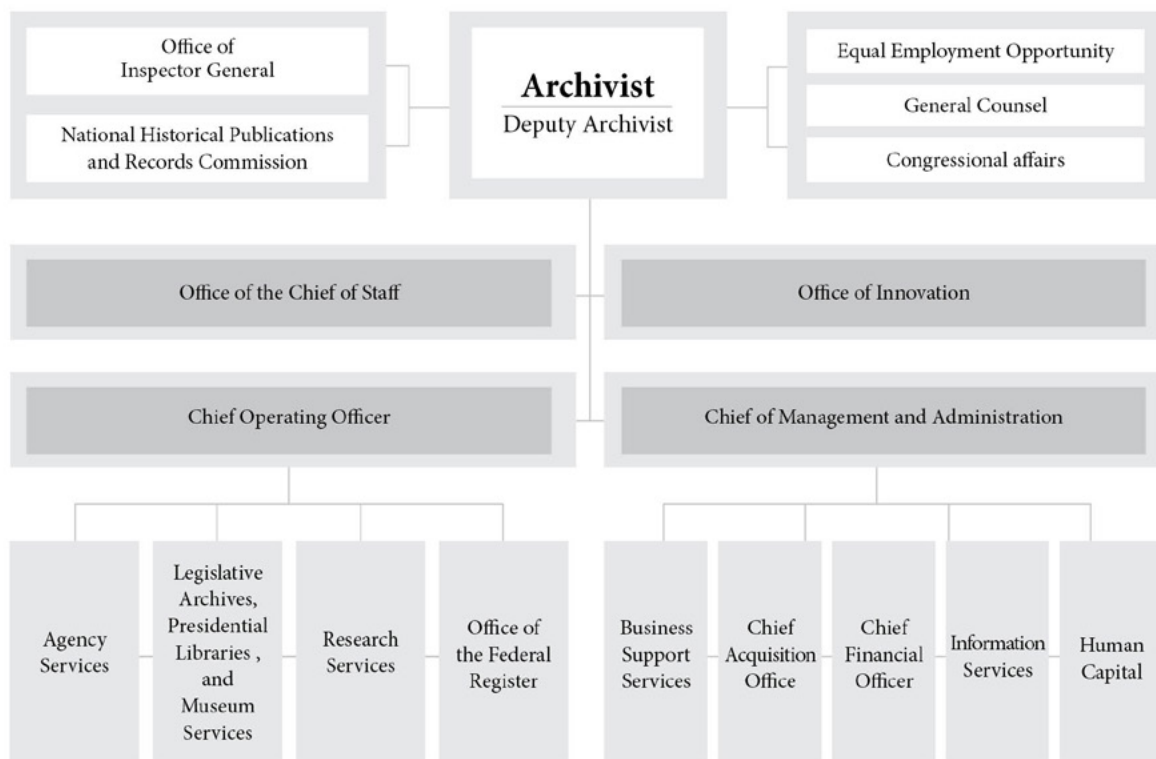 Office of
Inspector General
National Historical Publications
and Records Commission
Archivist
Deputy Archivist
Equal Employment Opportunity
General Counsel
Congressional affairs
Office of the Chief of Staff
Office of Innovation
Chief Operating Officer
Chief of Management and Administration
Agency
Services
Legislative
Archives,
Presidential
Libraries ,
and
Museum
Services
Research
Services
Office of
the Federal
Register
Business
Support
Services
Chief
Acquisition
Office
Chief
Financial
Officer
Information
Services
Human
Capital